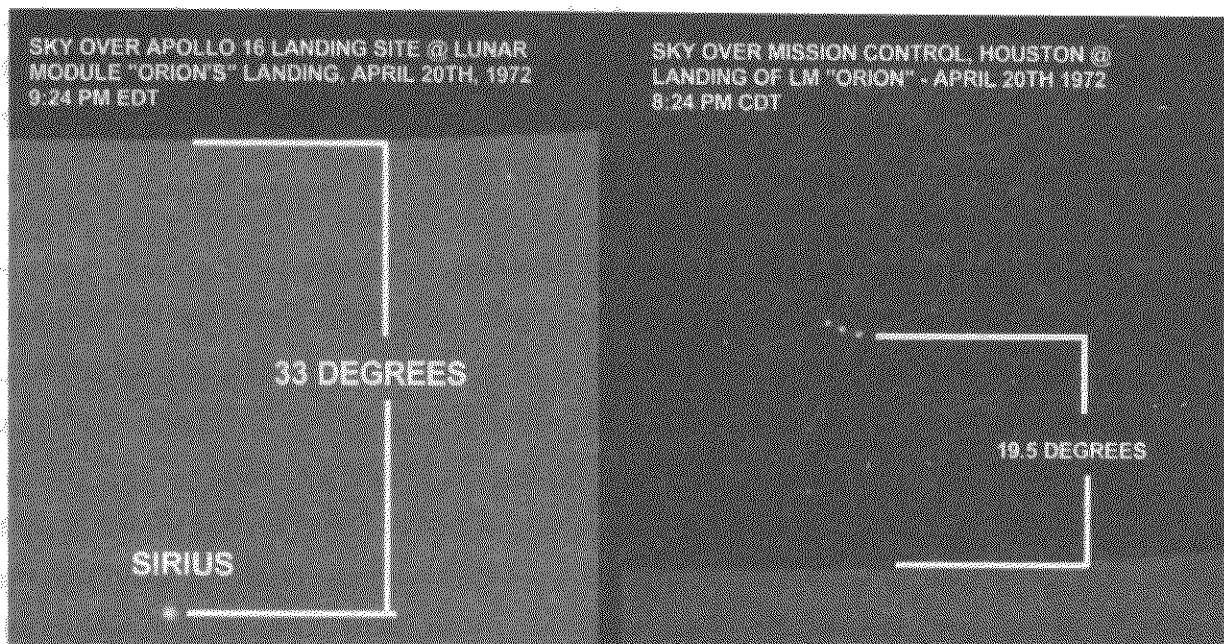 SKY OVER APOLLO 16 LANDING SITE @ LUNAR
MODULE "ORION'S" LANDING, APRIL 20TH, 1972
9:24 PM EDT
33 DEGREES
SIRIUS
SKY OVER MISSION CONTROL, HOUSTON @
LANDING OF LM "ORION" - APRIL 20TH 1972
8:24 PM CDT
19.5 DEGREES